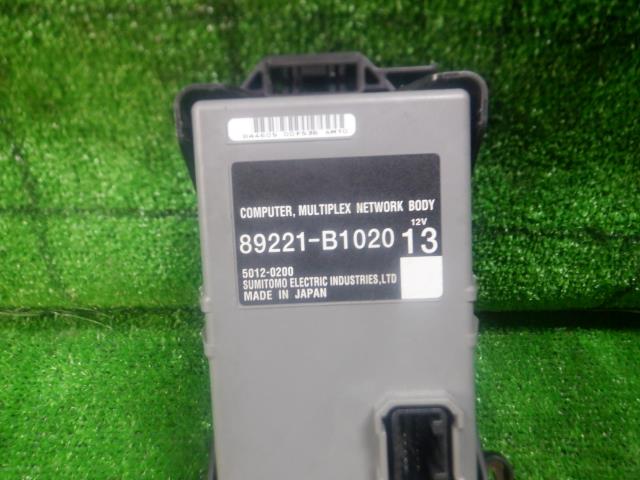 COMPUTER, MULTIPLEX NETWORK BODY
12V
89221-B1020 13
5012-0200
SUMITOMO ELECTRIC INDUSTRIES,LTD
MADE IN JAPAN